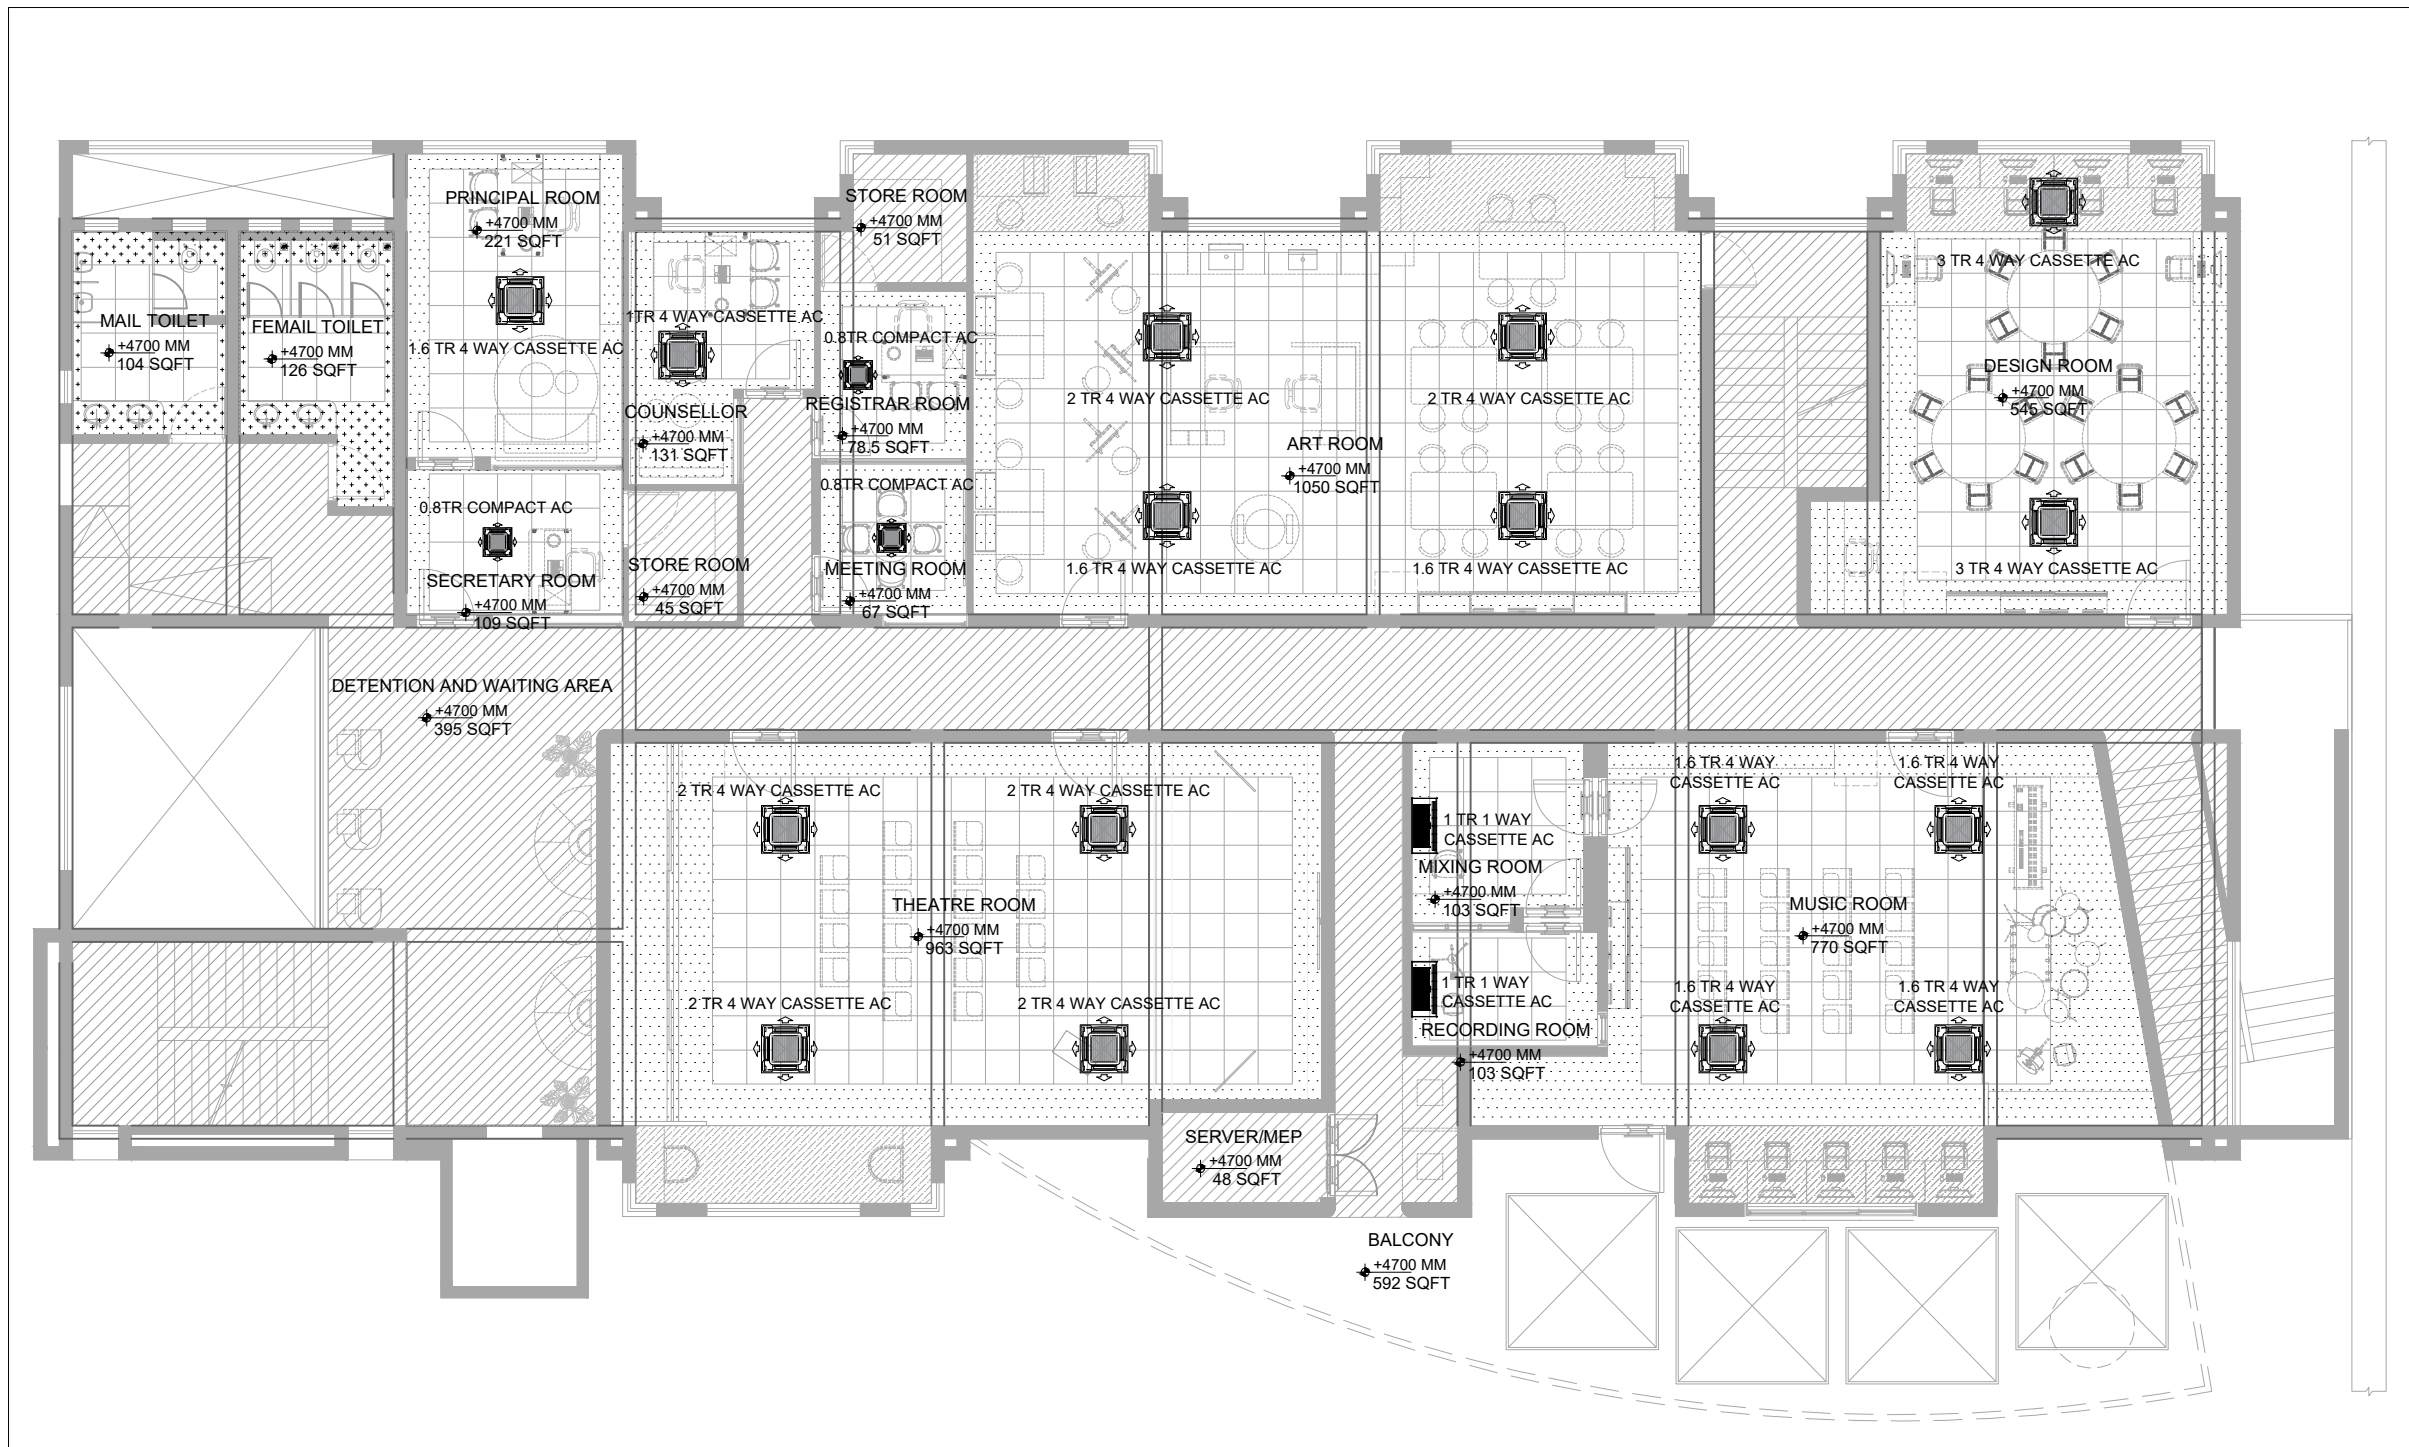 PRINCIPAL ROOM
+4700 MM
221 SQFT
1.6 TR 4 WAY CASSETTE AC
STORE ROOM
+4700 MM
51 SQFT
MAIL TOILET
+4700 MM
104 SQFT
FEMAIL TOILET
+4700 MM
126 SQFT
1TR 4 WAY CASSETTE AC
COUNSELLOR
+4700 MM
131 SQFT
0.8TR COMPACT AC
REGISTRAR ROOM
+4700 MM
78.5 SQFT
2 TR 4 WAY CASSETTE AC
2 TR 4 WAY CASSETTE AC
ART ROOM
+4700 MM
1050 SQFT
1.6 TR 4 WAY CASSETTE AC
1.6 TR 4 WAY CASSETTE AC
3 TR 4 WAY CASSETTE AC
DESIGN ROOM
+4700 MM
545 SQFT
3 TR 4 WAY CASSETTE AC
0.8TR COMPACT AC
SECRETARY ROOM
+4700 MM
109 SQFT
STORE ROOM
+4700 MM
45 SQFT
0.8TR COMPACT AC
MEETING ROOM
+4700 MM
67 SQFT
DETENTION AND WAITING AREA
+4700 MM
395 SQFT
2 TR 4 WAY CASSETTE AC
2 TR 4 WAY CASSETTE AC
THEATRE ROOM
+4700 MM
963 SQFT
2 TR 4 WAY CASSETTE AC
2 TR 4 WAY CASSETTE AC
1 TR 1 WAY
CASSETTE AC
MIXING ROOM
+4700 MM
103 SQFT
1 TR 1 WAY
CASSETTE AC
RECORDING ROOM
+4700 MM
103 SQFT
1.6 TR 4 WAY
CASSETTE AC
1.6 TR 4 WAY
CASSETTE AC
MUSIC ROOM
+4700 MM
770 SQFT
1.6 TR 4 WAY
CASSETTE AC
1.6 TR 4 WAY
CASSETTE AC
SERVER/MEP
+4700 MM
48 SQFT
BALCONY
+4700 MM
592 SQFT